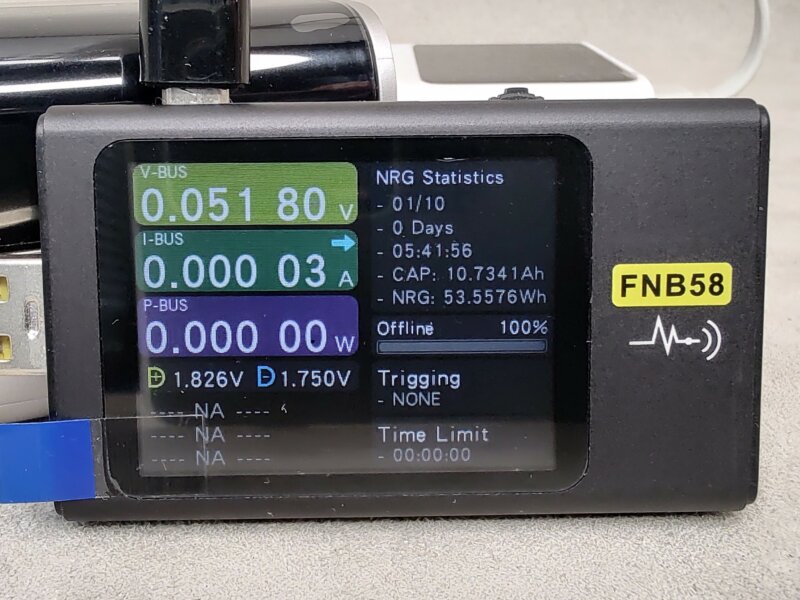 V-BUS
0.051 80 V
I-BUS
0.000 03 A
P-BUS
0.000 00 W
D+ 1.826V D- 1.750V
---- NA ----
---- NA ----
---- NA ----
NRG Statistics
- 01/10
- 0 Days
- 05:41:56
- CAP: 10.7341Ah
- NRG: 53.5576Wh
Offline 100%
Trigging
- NONE
Time Limit
- 00:00:00
FNB58